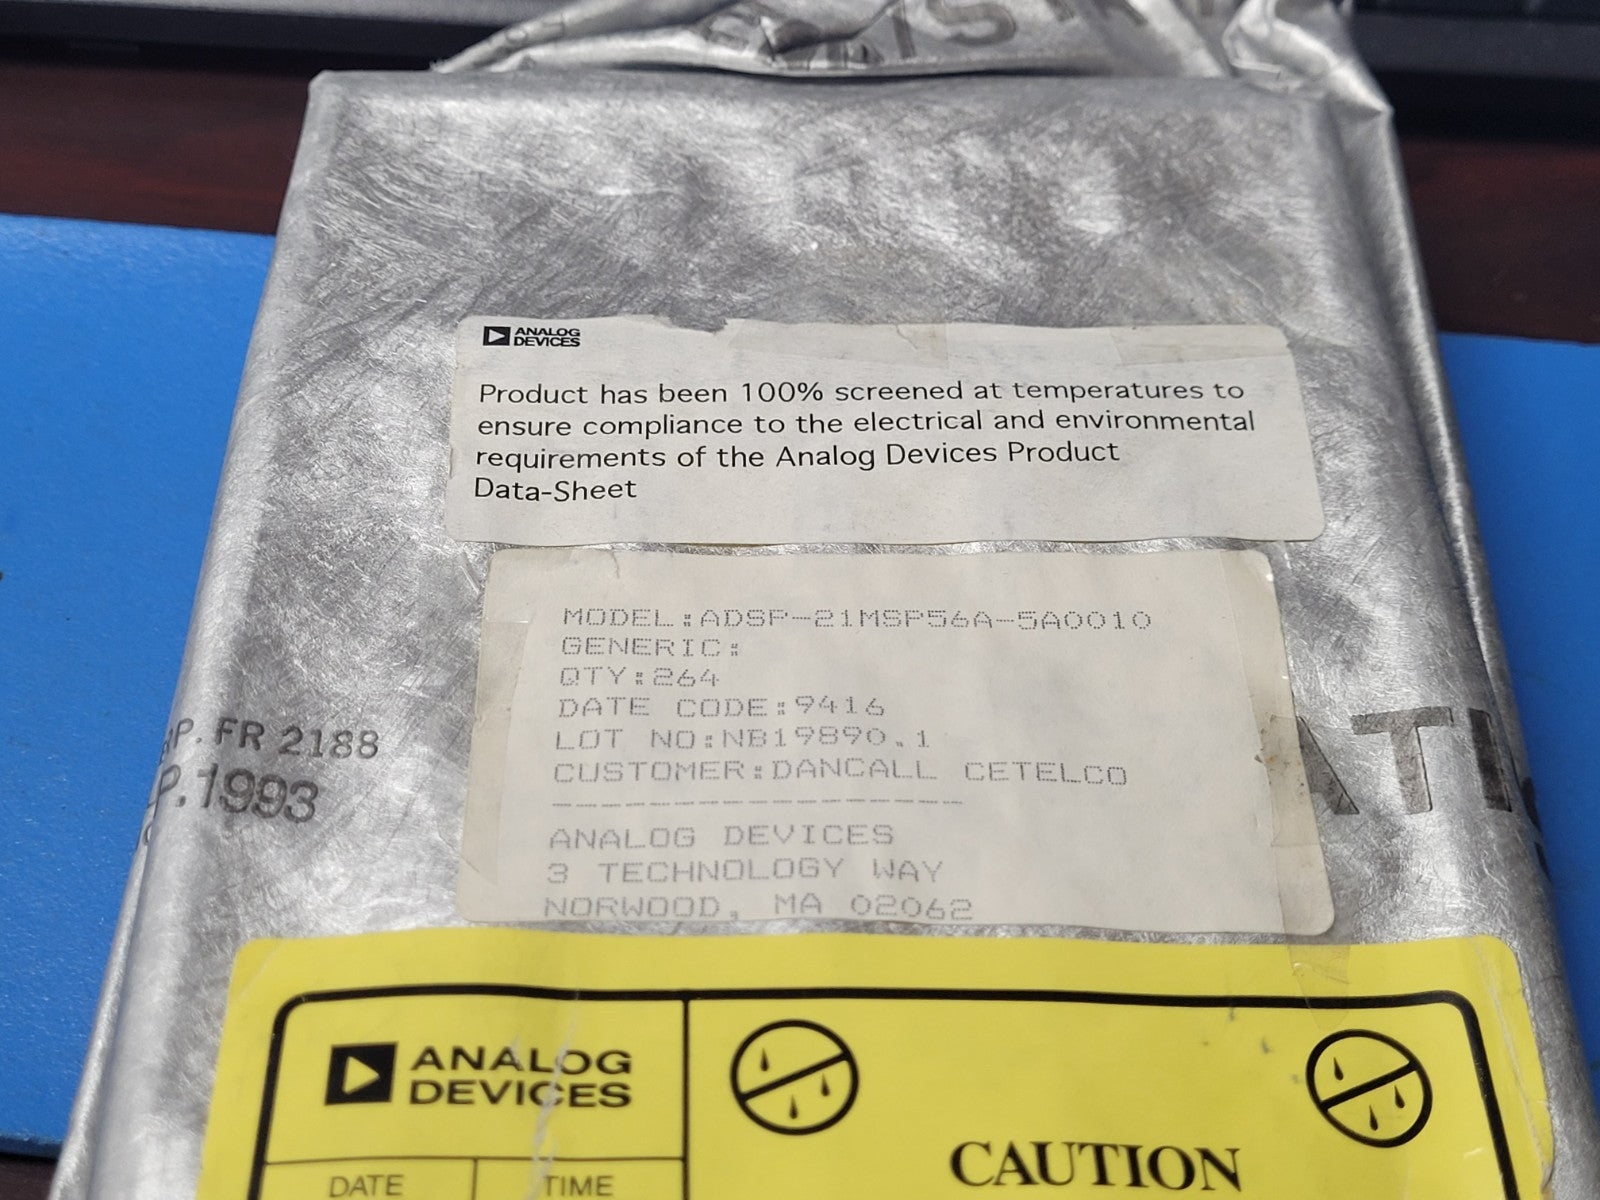 ANALOG
DEVICES
Product has been 100% screened at temperatures to
ensure compliance to the electrical and environmental
requirements of the Analog Devices Product
Data-Sheet
MODEL:ADSP-21MSP56A-5A0010
GENERIC:
QTY:264
DATE CODE:9416
LOT NO:NB19890.1
CUSTOMER:DANCALL CETELCO
ANALOG DEVICES
3 TECHNOLOGY WAY
NORWOOD, MA 02062
P. FR 2188
P.1993
ATI
ANALOG
DEVICES
DATE TIME
CAUTION